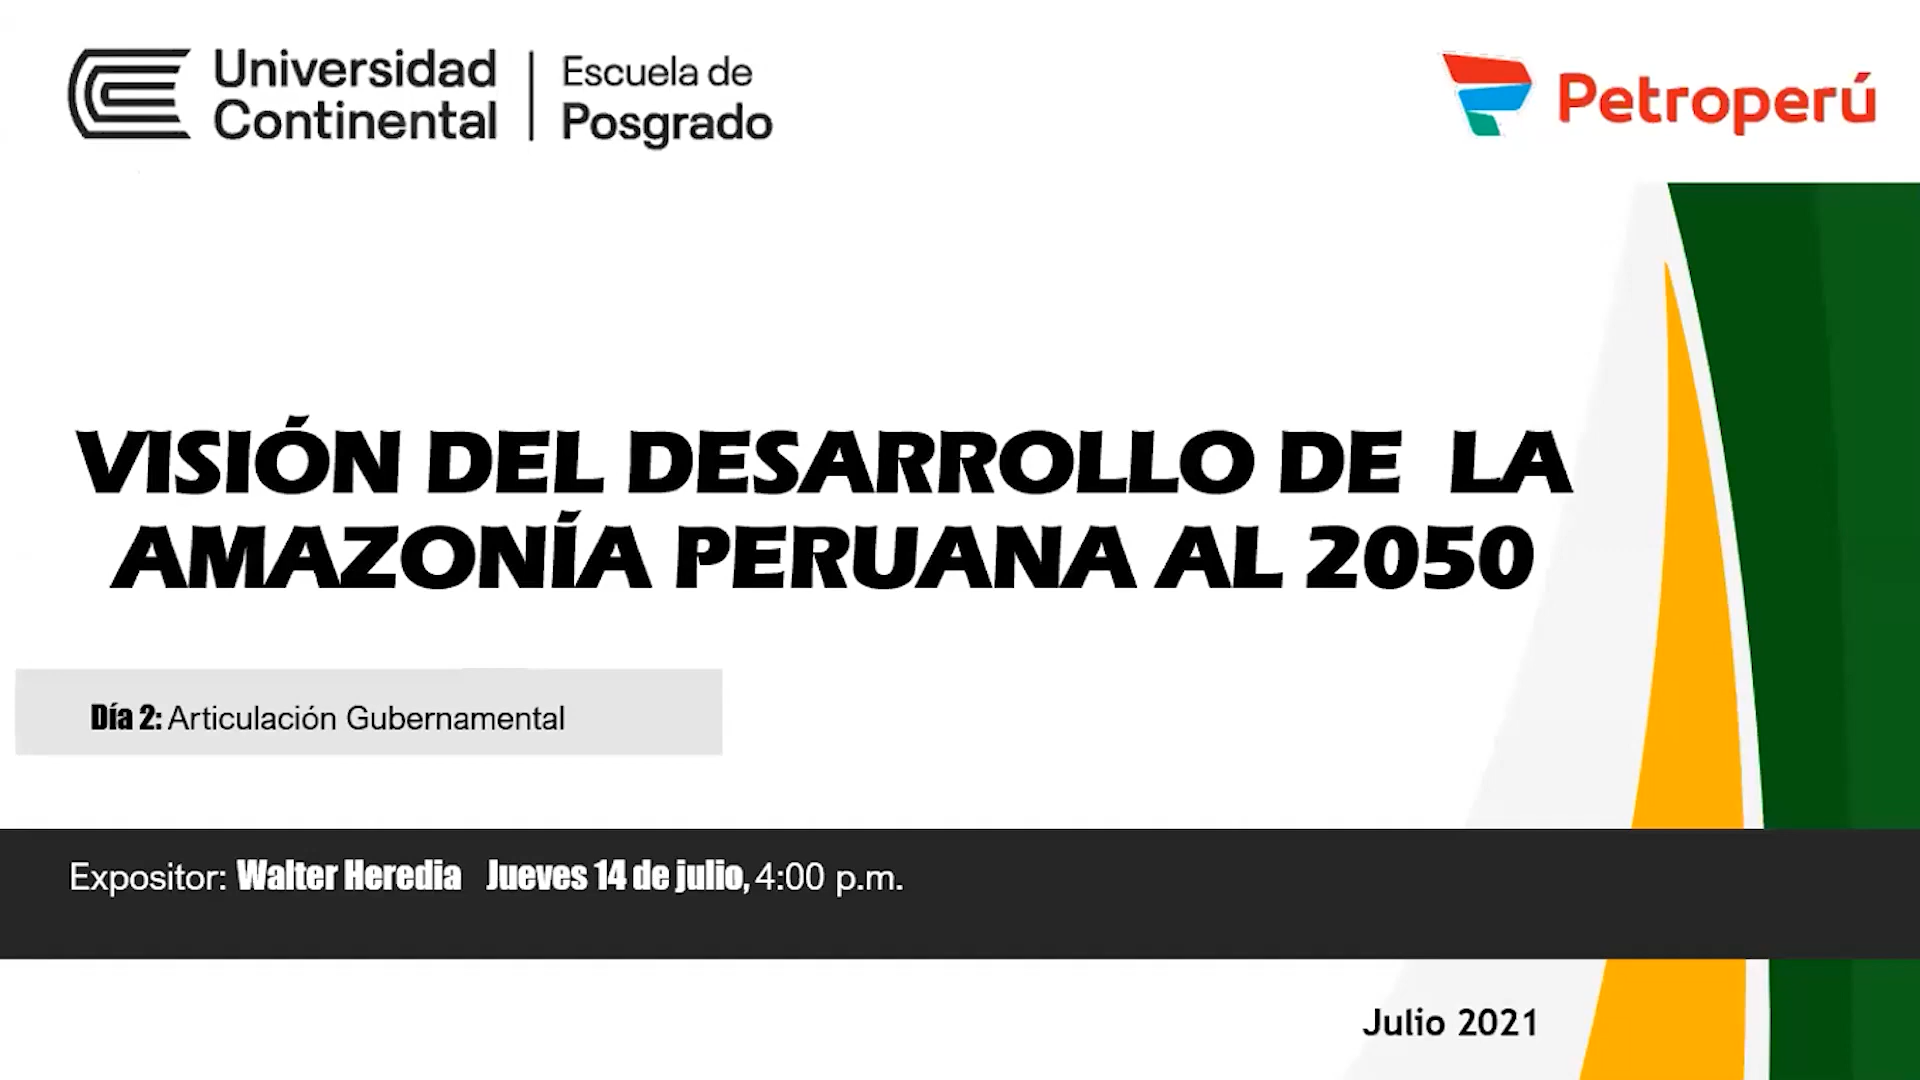 Universidad
Continental
Escuela de
Posgrado
Petroperú
VISIÓN DEL DESARROLLO DE LA
AMAZONÍA PERUANA AL 2050
Día 2: Articulación Gubernamental
Expositor: Walter Heredia Jueves 14 de julio, 4:00 p.m.
Julio 2021